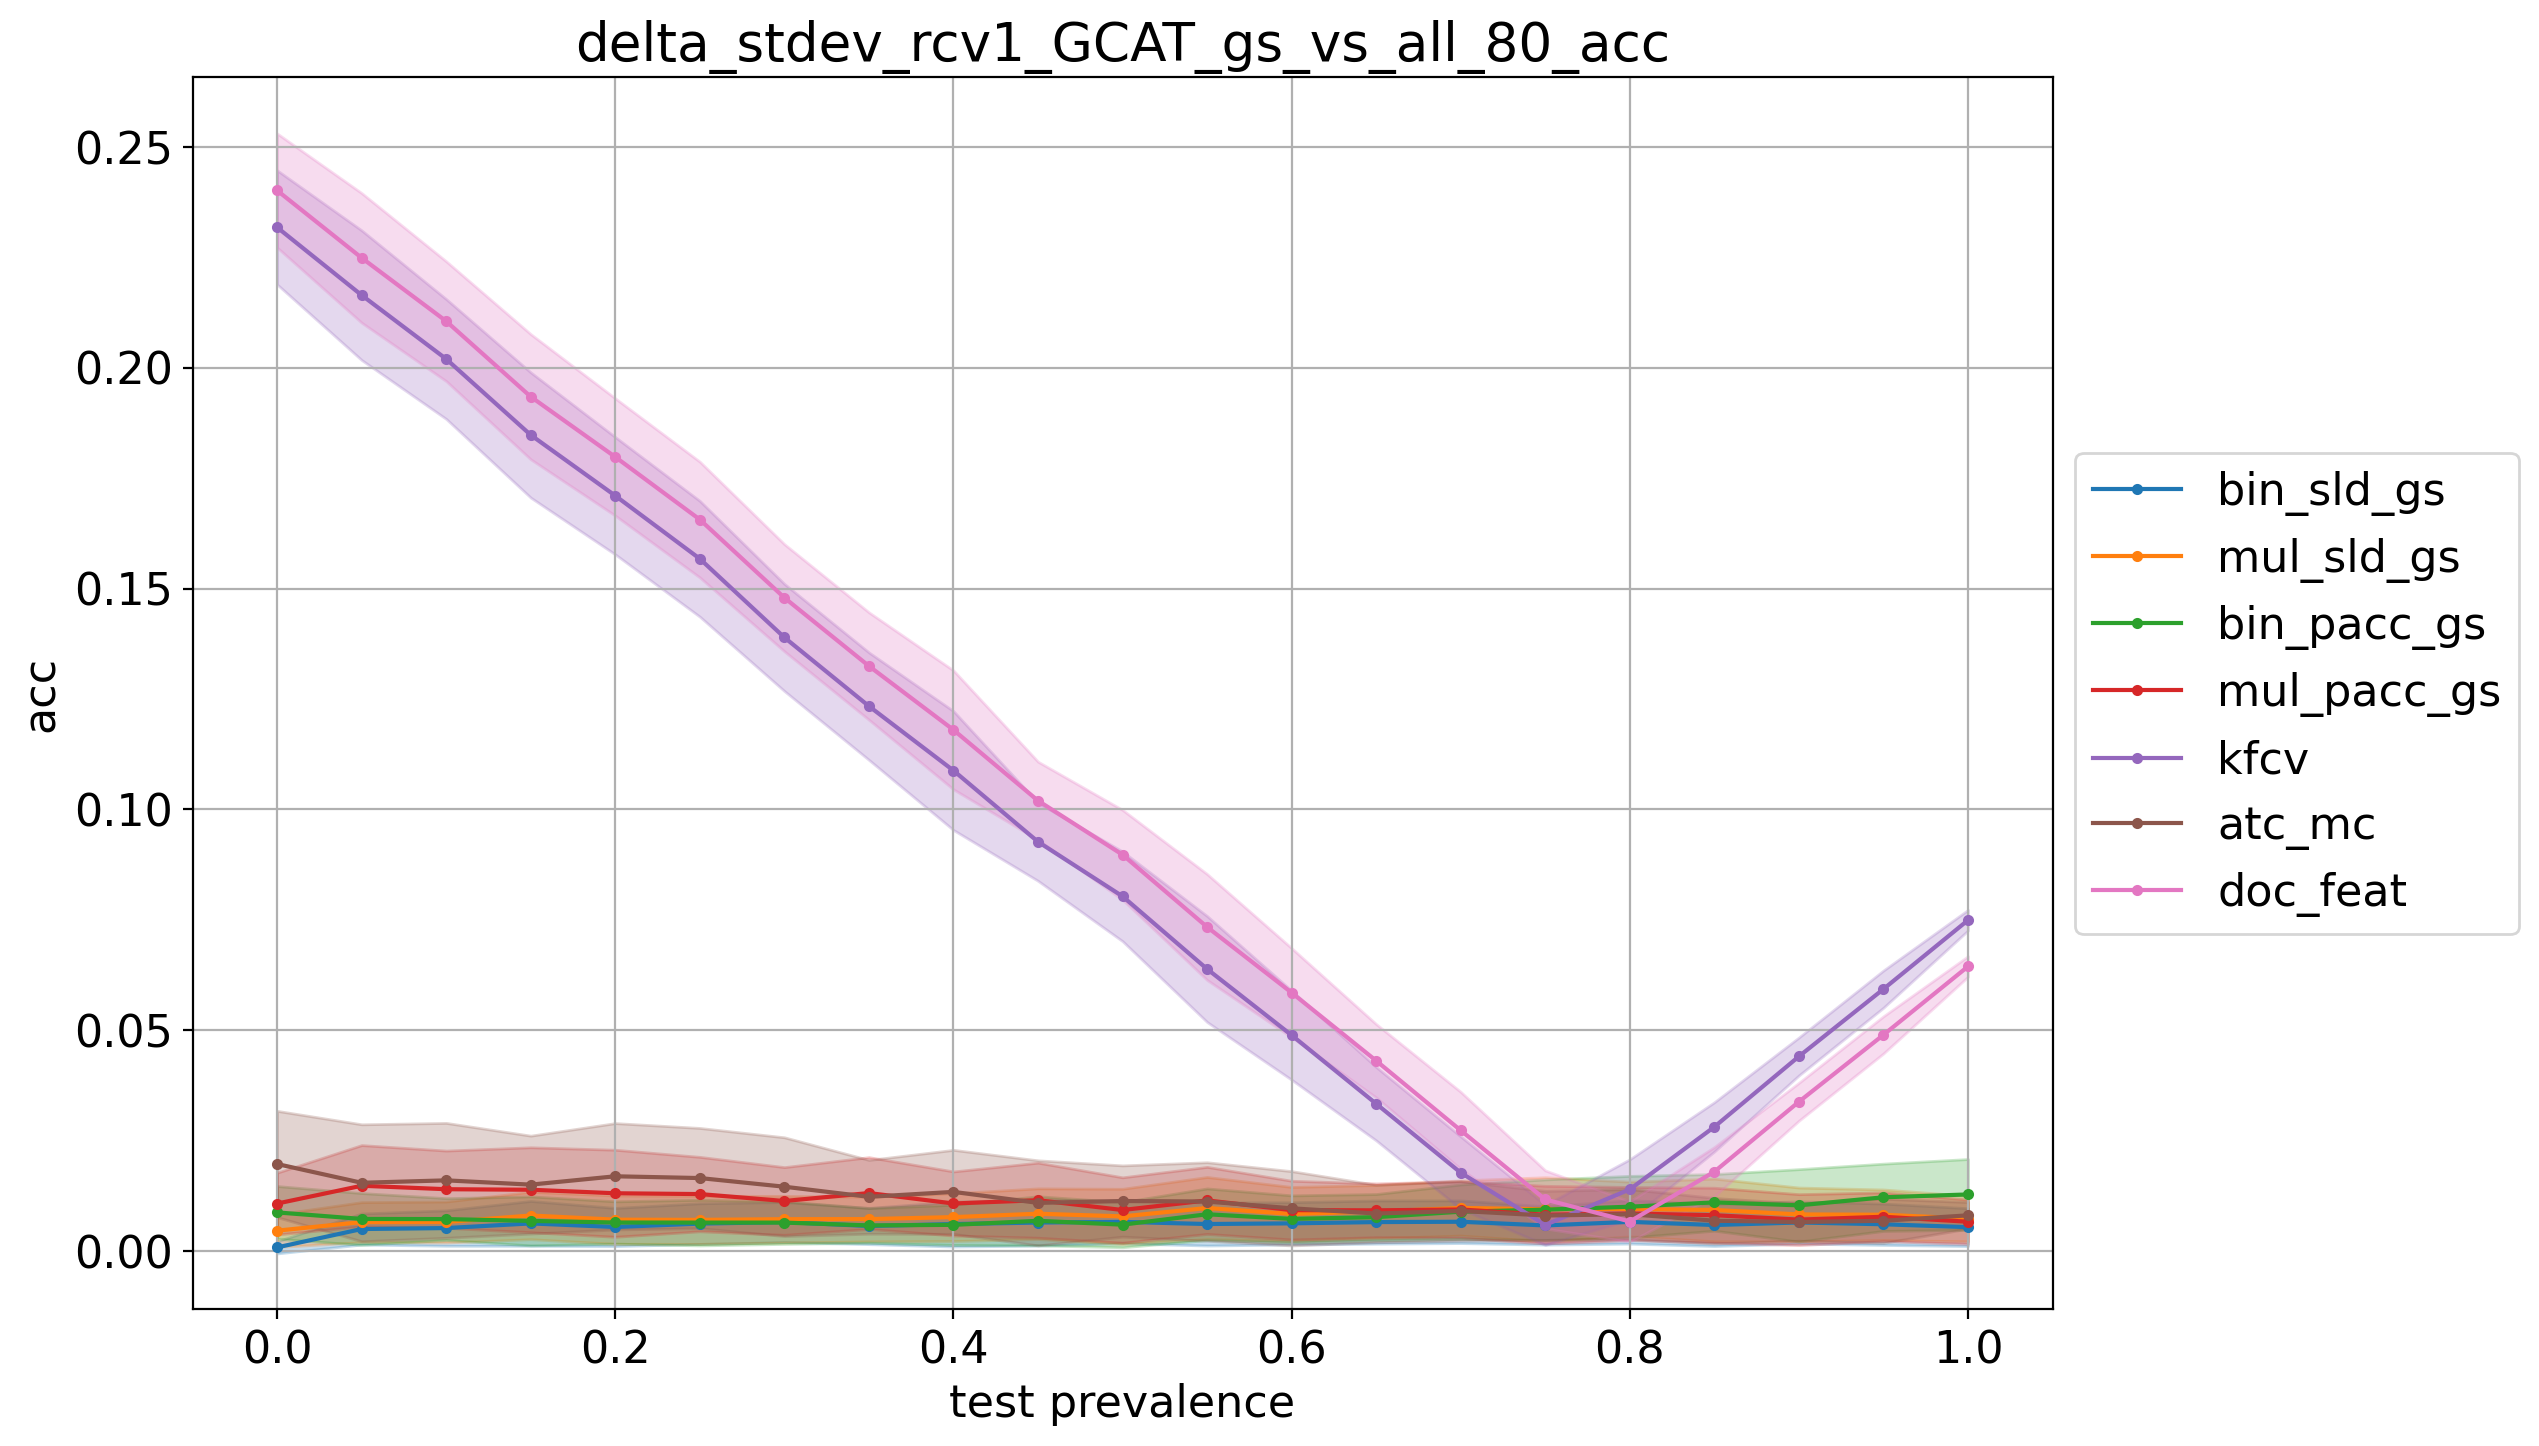 delta_stdev_rcv1_GCAT_gs_vs_all_80_acc
0.25
0.20
0.15
0.10
0.05
0.00
acc
0.0 0.2 0.4 0.6 0.8 1.0
test prevalence
bin_sld_gs
mul_sld_gs
bin_pacc_gs
mul_pacc_gs
kfcv
atc_mc
doc_feat